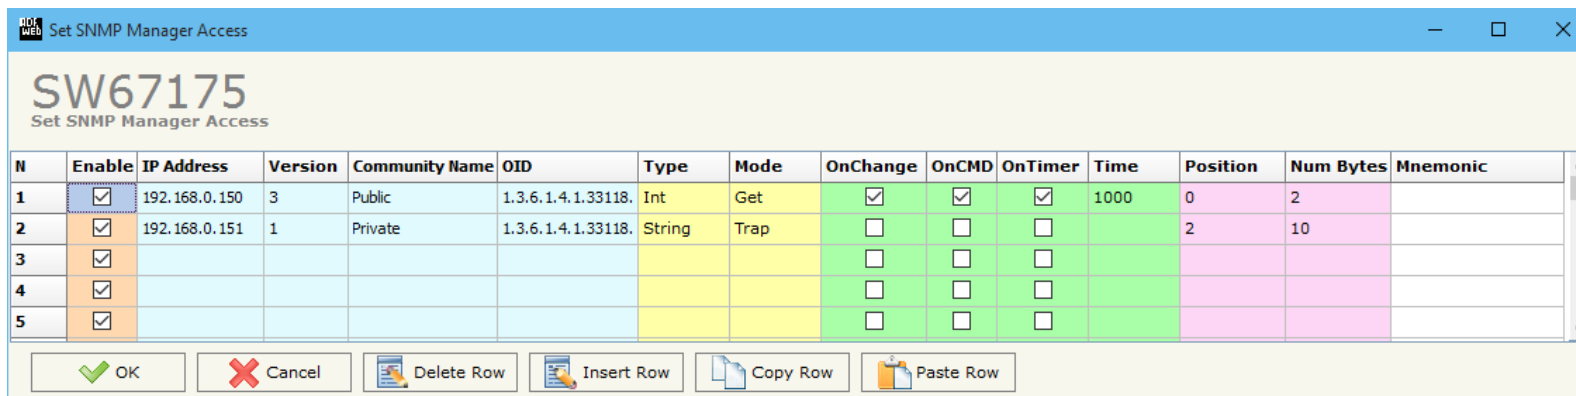 ADF WEB Set SNMP Manager Access
SW67175
Set SNMP Manager Access
N Enable IP Address Version Community Name OID Type Mode OnChange OnCMD OnTimer Time Position Num Bytes Mnemonic
1 192.168.0.150 3 Public 1.3.6.1.4.1.33118. Int Get 1000 0 2
2 192.168.0.151 1 Private 1.3.6.1.4.1.33118. String Trap 2 10
3
4
5
OK Cancel Delete Row Insert Row Copy Row Paste Row